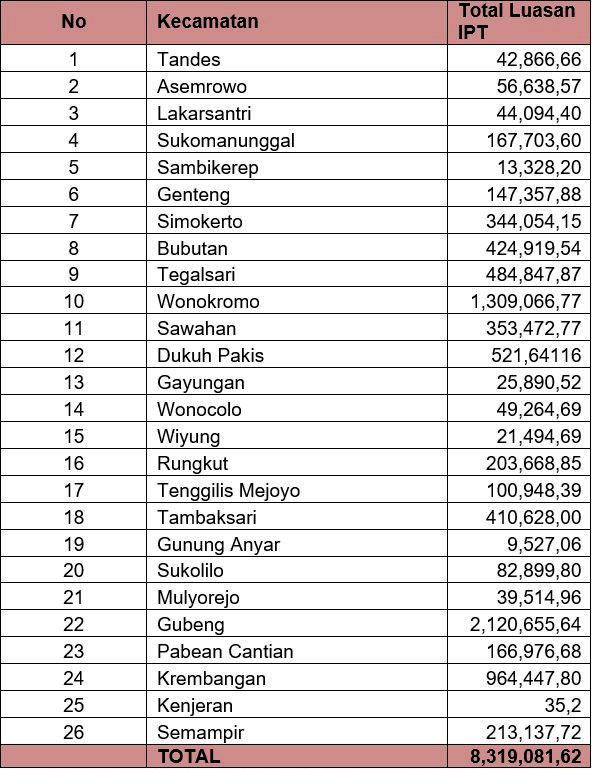 No Kecamatan Total Luasan
IPT
1 Tandes 42,866,66
2 Asemrowo 56,638,57
3 Lakarsantri 44,094,40
4 Sukomanunggal 167,703,60
5 Sambikerep 13,328,20
6 Genteng 147,357,88
7 Simokerto 344,054,15
8 Bubutan 424,919,54
9 Tegalsari 484,847,87
10 Wonokromo 1,309,066,77
11 Sawahan 353,472,77
12 Dukuh Pakis 521,64116
13 Gayungan 25,890,52
14 Wonocolo 49,264,69
15 Wiyung 21,494,69
16 Rungkut 203,668,85
17 Tenggilis Mejoyo 100,948,39
18 Tambaksari 410,628,00
19 Gunung Anyar 9,527,06
20 Sukolilo 82,899,80
21 Mulyorejo 39,514,96
22 Gubeng 2,120,655,64
23 Pabean Cantian 166,976,68
24 Krembangan 964,447,80
25 Kenjeran 35,2
26 Semampir 213,137,72
TOTAL 8,319,081,62